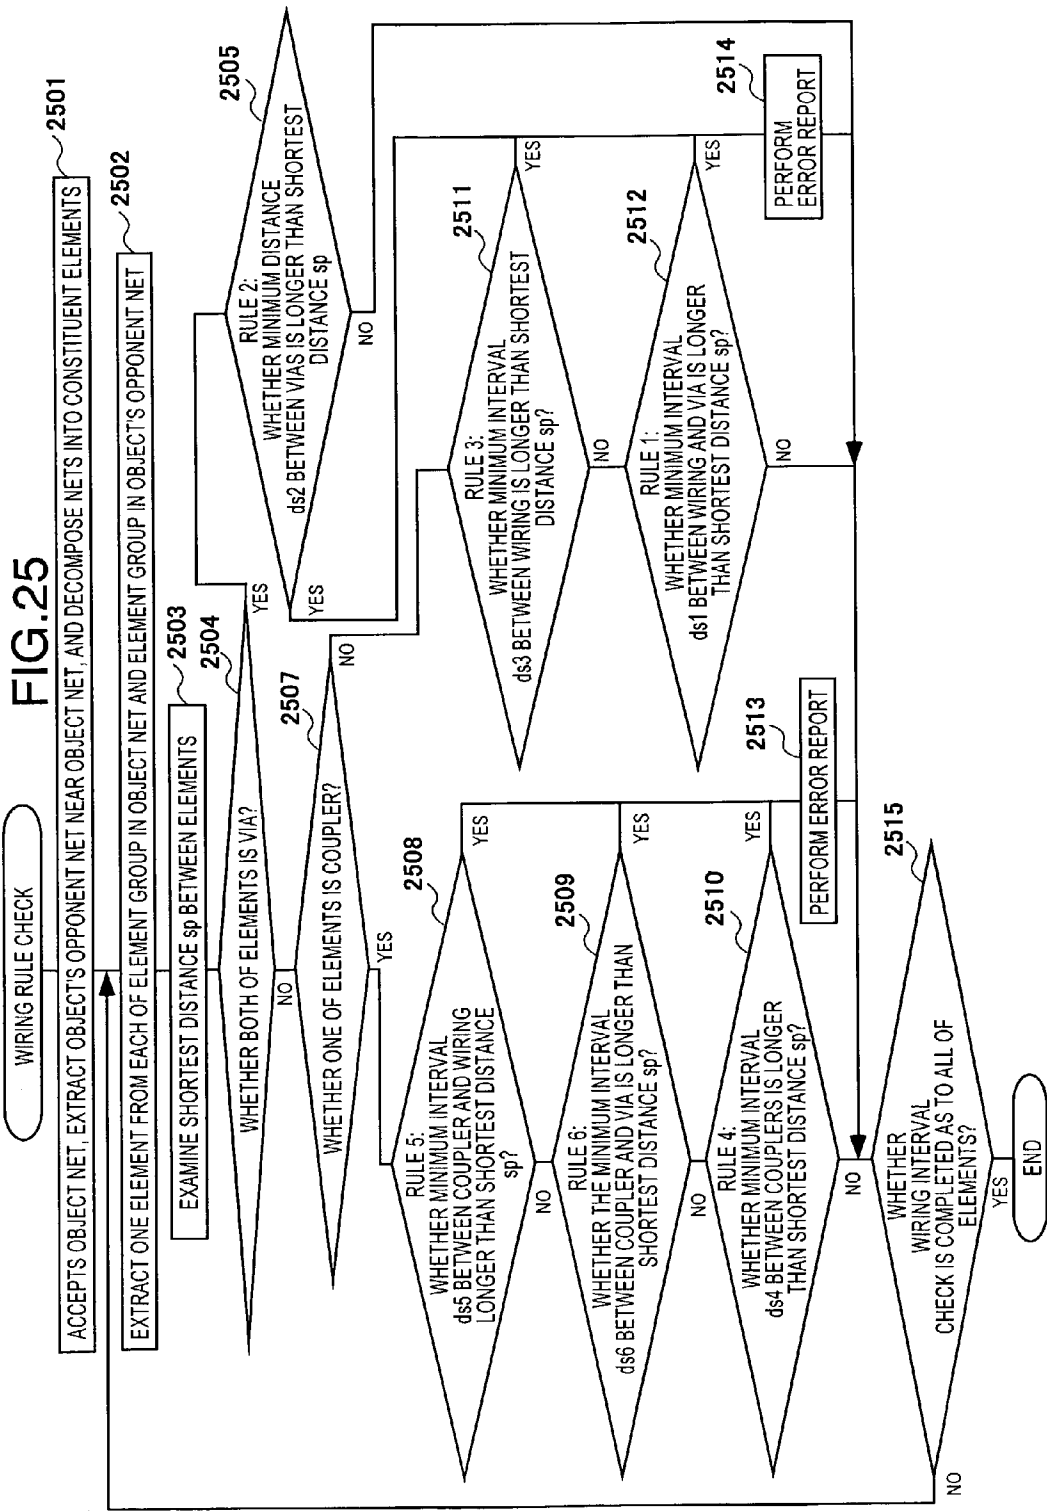 FIG.25
WIRING RULE CHECK
2501
ACCEPTS OBJECT NET, EXTRACT OBJECT'S OPPONENT NET NEAR OBJECT NET, AND DECOMPOSE NETS INTO CONSTITUENT ELEMENTS
2502
EXTRACT ONE ELEMENT FROM EACH OF ELEMENT GROUP IN OBJECT NET AND ELEMENT GROUP IN OBJECT'S OPPONENT NET
2503
EXAMINE SHORTEST DISTANCE sp BETWEEN ELEMENTS
2504
WHETHER BOTH OF ELEMENTS IS VIA?
YES
NO
2505
RULE 2:
WHETHER MINIMUM DISTANCE
ds2 BETWEEN VIAS IS LONGER THAN SHORTEST
DISTANCE sp
YES
NO
2507
WHETHER ONE OF ELEMENTS IS COUPLER?
NO
YES
2508
RULE 5:
WHETHER MINIMUM INTERVAL
ds5 BETWEEN COUPLER AND WIRING
LONGER THAN SHORTEST DISTANCE
sp?
YES
NO
2509
RULE 6:
WHETHER THE MINIMUM INTERVAL
ds6 BETWEEN COUPLER AND VIA IS LONGER THAN
SHORTEST DISTANCE sp?
YES
NO
2510
RULE 4:
WHETHER MINIMUM INTERVAL
ds4 BETWEEN COUPLERS IS LONGER
THAN SHORTEST DISTANCE sp?
YES
NO
2511
RULE 3:
WHETHER MINIMUM INTERVAL
ds3 BETWEEN WIRING IS LONGER THAN SHORTEST
DISTANCE sp?
YES
NO
2512
RULE 1:
WHETHER MINIMUM INTERVAL
ds1 BETWEEN WIRING AND VIA IS LONGER
THAN SHORTEST DISTANCE sp?
YES
NO
2513
PERFORM ERROR REPORT
2514
PERFORM
ERROR REPORT
2515
WHETHER
WIRING INTERVAL
CHECK IS COMPLETED AS TO ALL OF
ELEMENTS?
NO
YES
END